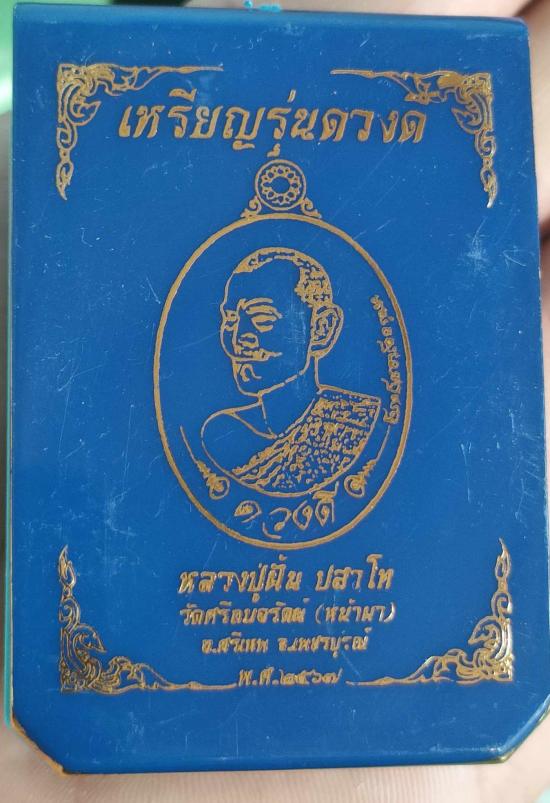 เหรียญรุ่นดวงดี
ดวงดี
หลวงปู่ฝั้น ปสาโท
วัดศรีอบจรัตน์ (หน้าผา)
อ.ศรีเทพ จ.เพชรบูรณ์
พ.ศ.๒๕๖๗